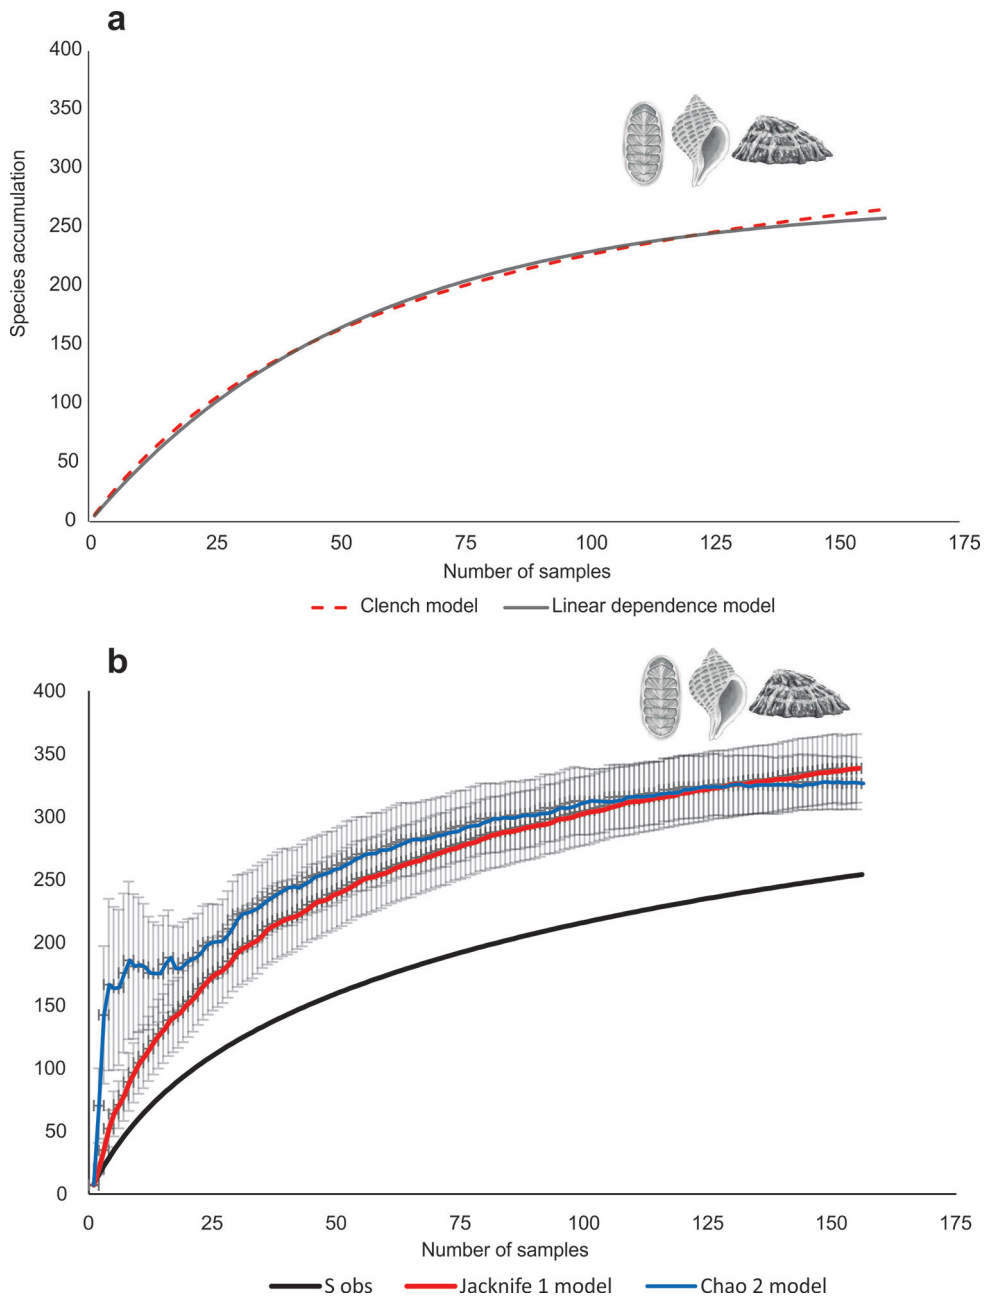 a
400
350
300
250
200
150
100
50
0
Species accumulation
0 25 50 75 100 125 150 175
Number of samples
Clench model Linear dependence model
b
400
350
300
250
200
150
100
50
0
0 25 50 75 100 125 150 175
Number of samples
S obs Jacknife 1 model Chao 2 model